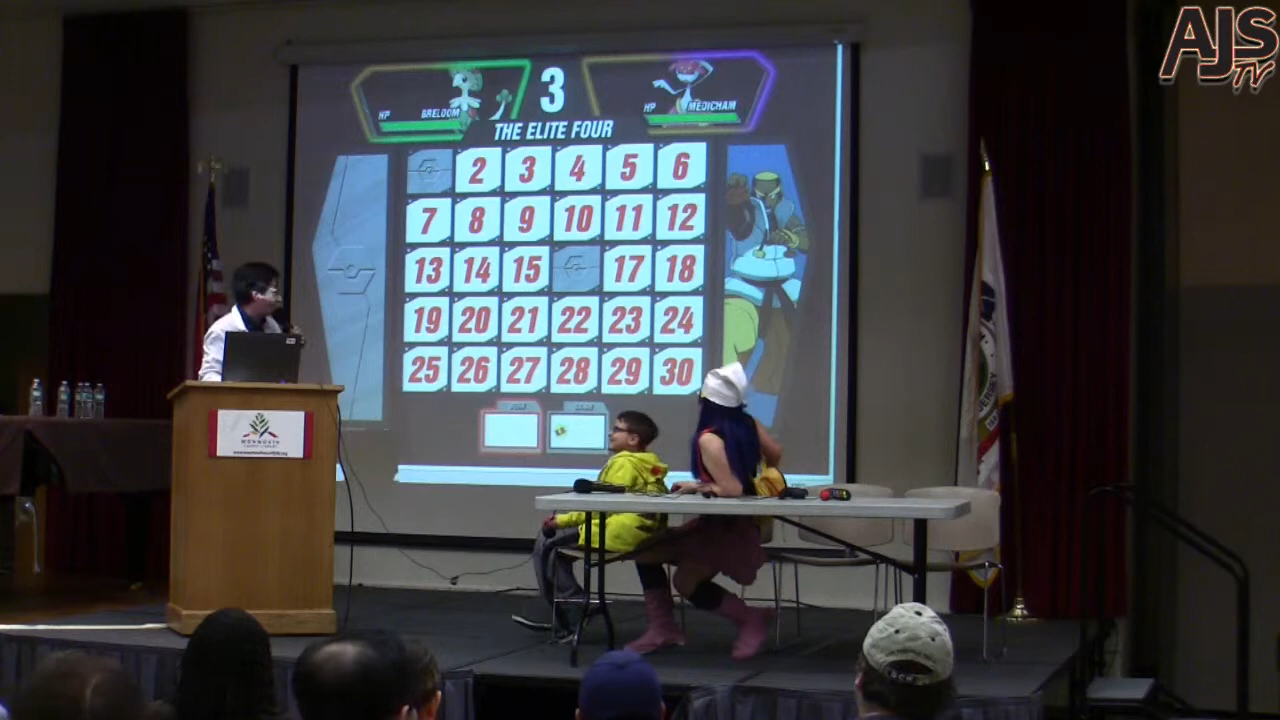 AJS
TV
3
HP BRELOOM
HP MEDICHAM
THE ELITE FOUR
2 3 4 5 6
7 8 9 10 11 12
13 14 15 17 18
19 20 21 22 23 24
25 26 27 28 29 30
MONMOUTH